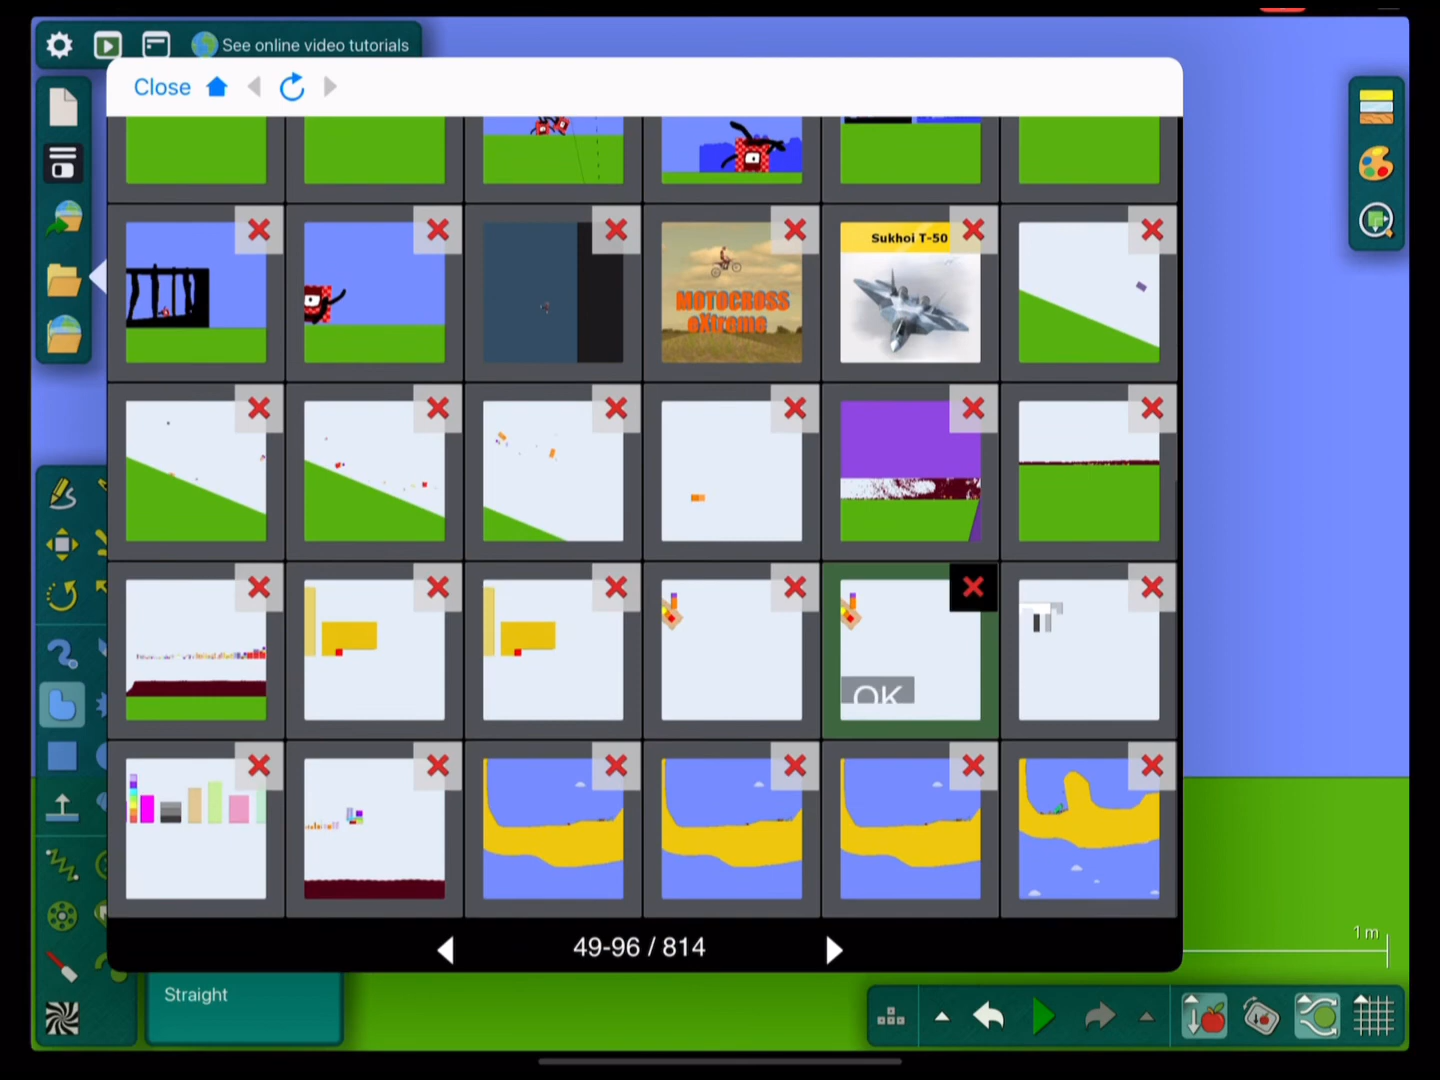 See online video tutorials
Close
Sukhoi T-50
MOTOCROSS
eXtreme
OK
49-96 / 814
1 m
Straight